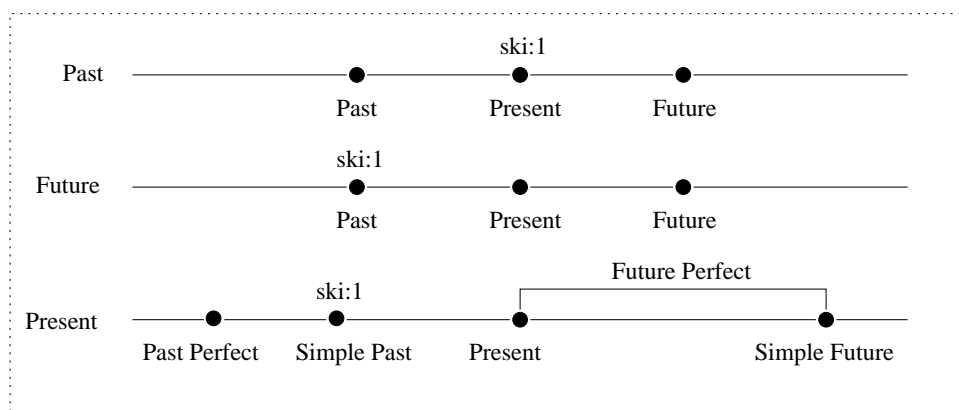 ski:1
Past
Past Present Future
ski:1
Future
Past Present Future
Future Perfect
ski:1
Present
Past Perfect Simple Past Present Simple Future